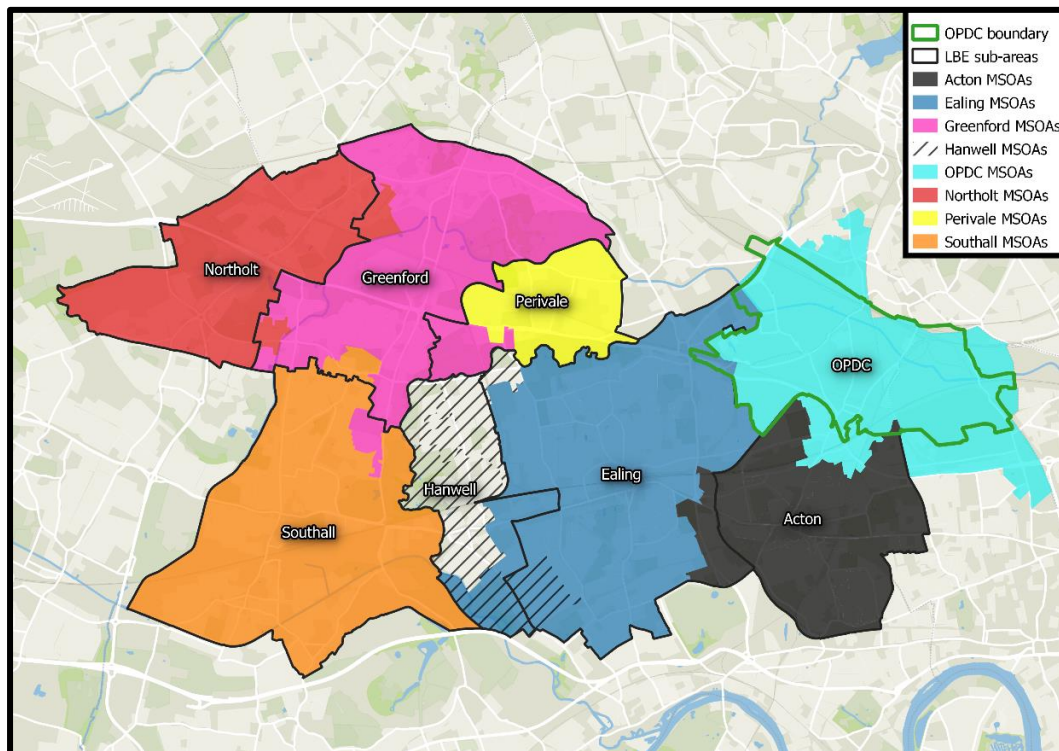 OPDC boundary
LBE sub-areas
Acton MSOAs
Ealing MSOAs
Greenford MSOAs
Hanwell MSOAs
OPDC MSOAs
Northolt MSOAs
Perivale MSOAs
Southall MSOAs
Northolt
Greenford
Perivale
OPDC
Ealing
Hanwell
Acton
Southall